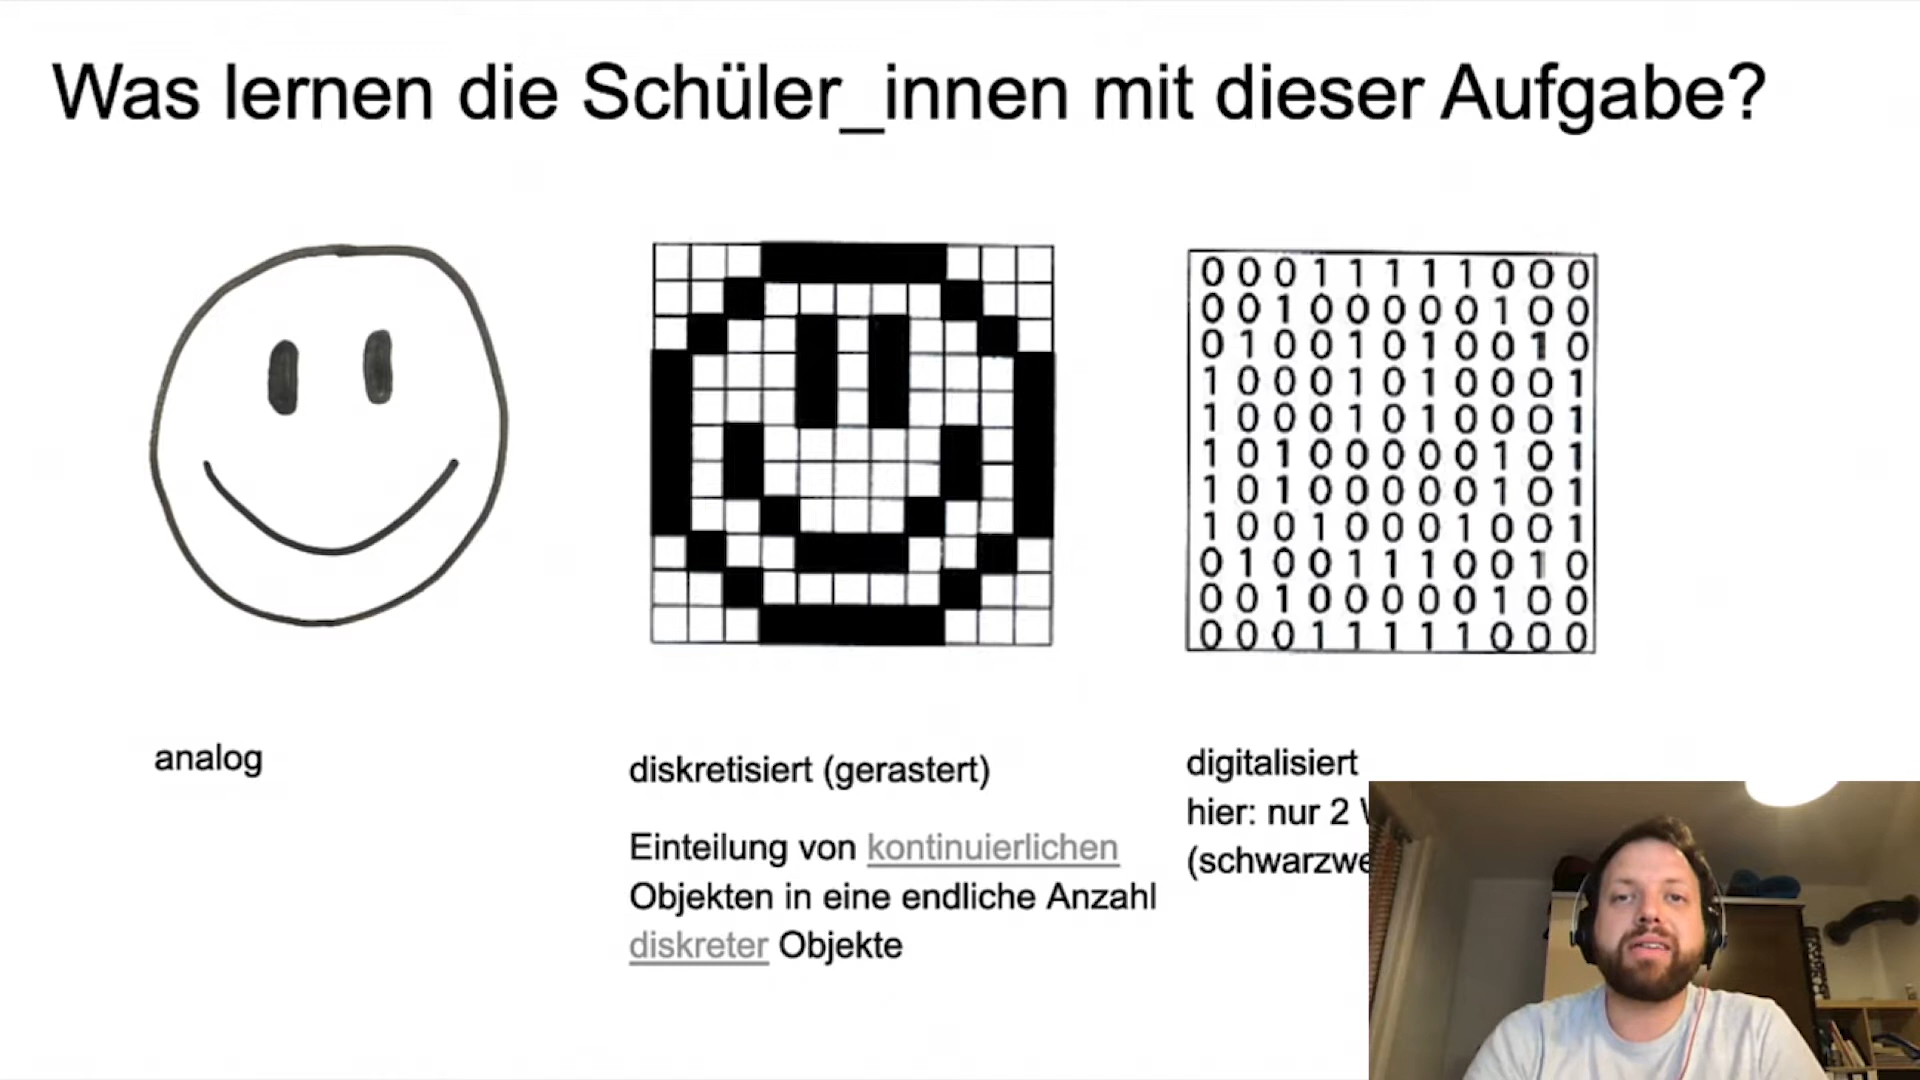 Was lernen die Schüler_innen mit dieser Aufgabe?
0 0 0 1 1 1 1 1 0 0 0
0 0 1 0 0 0 0 0 1 0 0
0 1 0 0 1 0 1 0 0 1 0
1 0 0 0 1 0 1 0 0 0 1
1 0 0 0 1 0 1 0 0 0 1
1 0 1 0 0 0 0 0 1 0 1
1 0 1 0 0 0 0 0 1 0 1
1 0 0 1 0 0 0 1 0 0 1
0 1 0 0 1 1 1 0 0 1 0
0 0 1 0 0 0 0 0 1 0 0
0 0 0 1 1 1 1 1 0 0 0
analog
diskretisiert (gerastert)
Einteilung von kontinuierlichen
Objekten in eine endliche Anzahl
diskreter Objekte
digitalisiert
hier: nur 2